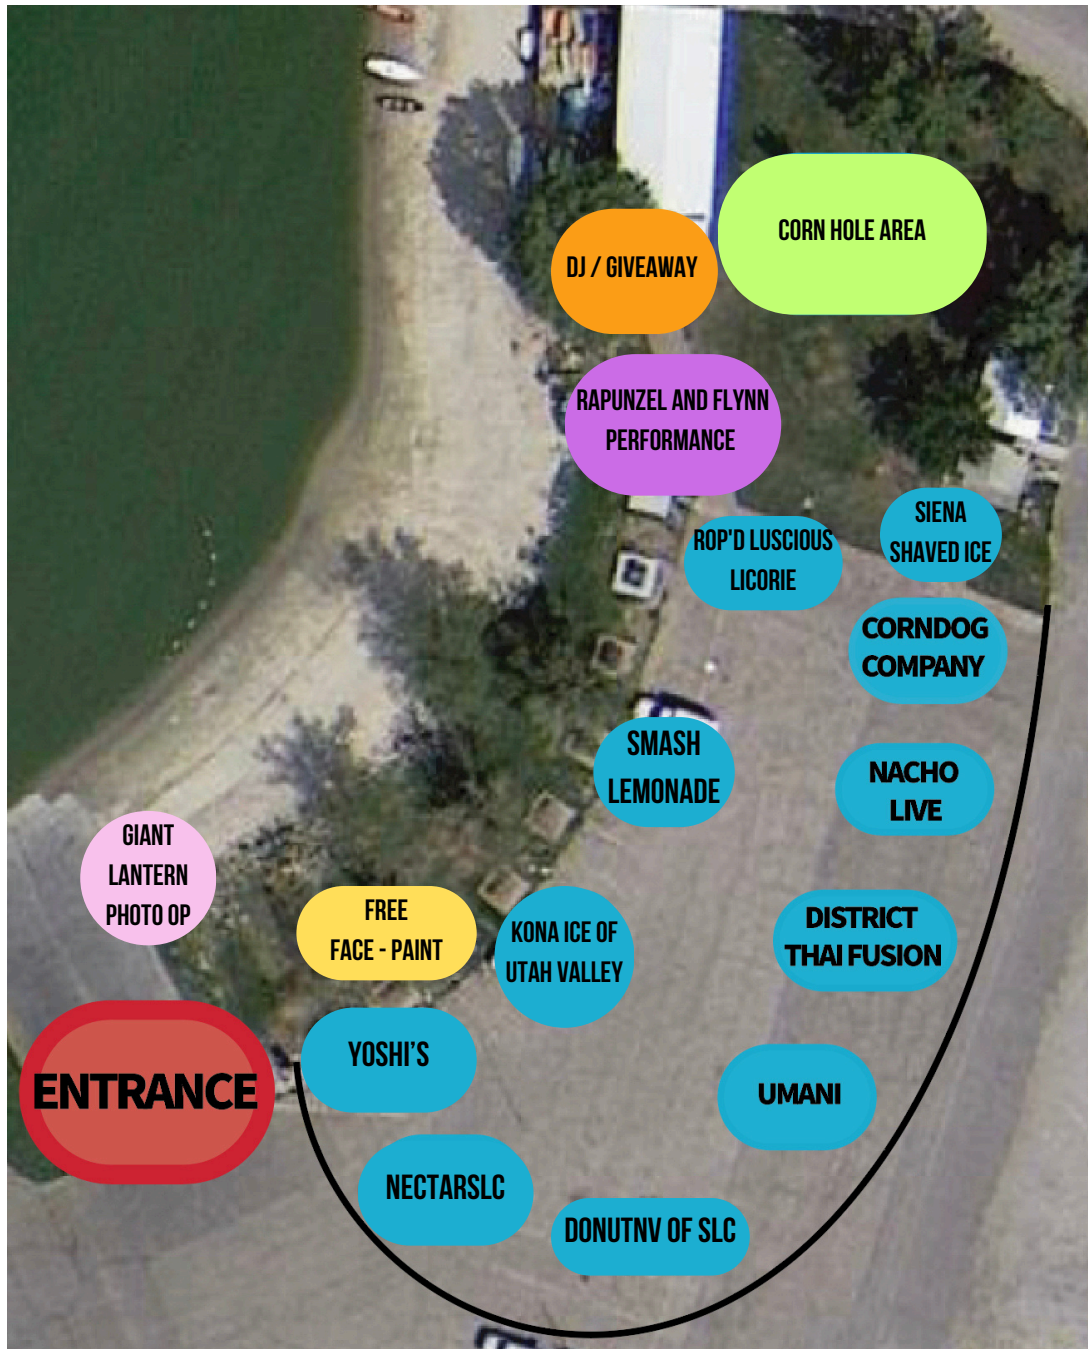 CORN HOLE AREA
DJ / GIVEAWAY
RAPUNZEL AND FLYNN
PERFORMANCE
SIENA
SHAVED ICE
ROP'D LUSCIOUS
LICORIE
CORNDOG
COMPANY
SMASH
LEMONADE
NACHO
LIVE
GIANT
LANTERN
PHOTO OP
FREE
FACE - PAINT
KONA ICE OF
UTAH VALLEY
DISTRICT
THAI FUSION
ENTRANCE
YOSHI'S
UMANI
NECTARSLC
DONUTNV OF SLC